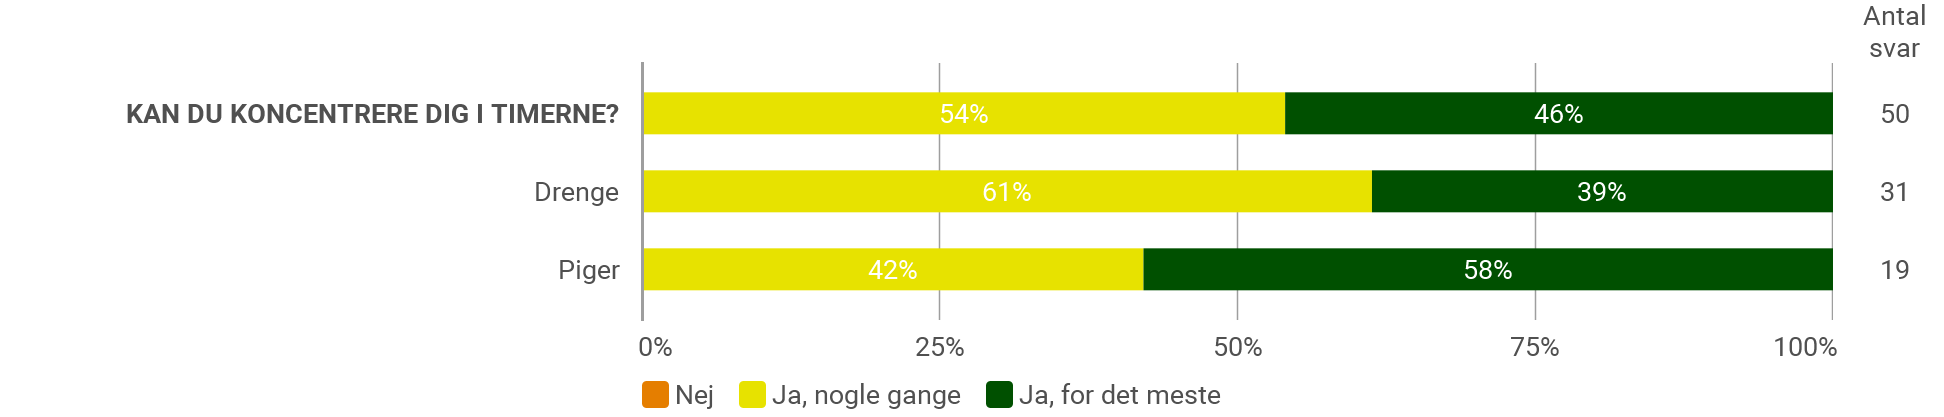 Antal
svar
KAN DU KONCENTRERE DIG I TIMERNE? 54% 46% 50
Drenge 61% 39% 31
Piger 42% 58% 19
0% 25% 50% 75% 100%
Nej Ja, nogle gange Ja, for det meste